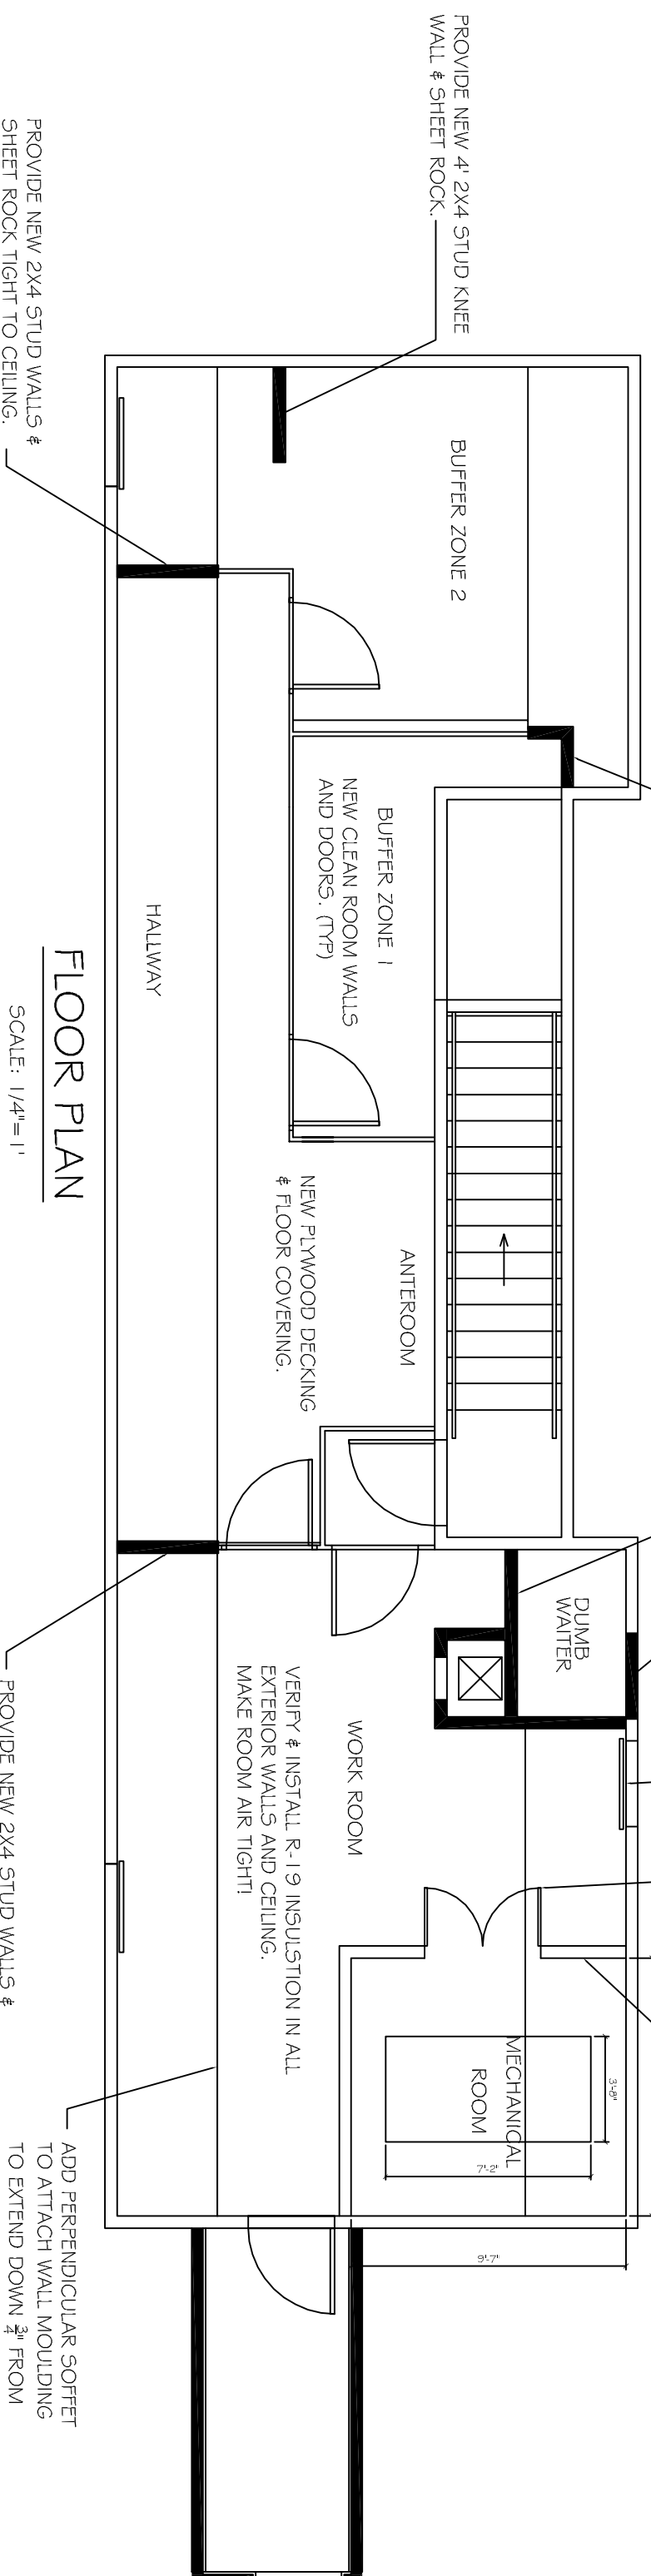 PROVIDE NEW 4' 2X4 STUD KNEE
WALL & SHEET ROCK.
BUFFER ZONE 2
DUMB
WAITER
3'-8"
MECHANICAL
ROOM
7'-2"
9'-7"
BUFFER ZONE 1
NEW CLEAN ROOM WALLS
AND DOORS. (TYP)
ANTEROOM
NEW PLYWOOD DECKING
& FLOOR COVERING.
WORK ROOM
VERIFY & INSTALL R-19 INSULSTION IN ALL
EXTERIOR WALLS AND CEILING.
MAKE ROOM AIR TIGHT!
HALLWAY
PROVIDE NEW 2X4 STUD WALLS &
SHEET ROCK TIGHT TO CEILING.
FLOOR PLAN
SCALE: 1/4"=1'
PROVIDE NEW 2X4 STUD WALLS &
ADD PERPENDICULAR SOFFET
TO ATTACH WALL MOULDING
TO EXTEND DOWN 3/4" FROM